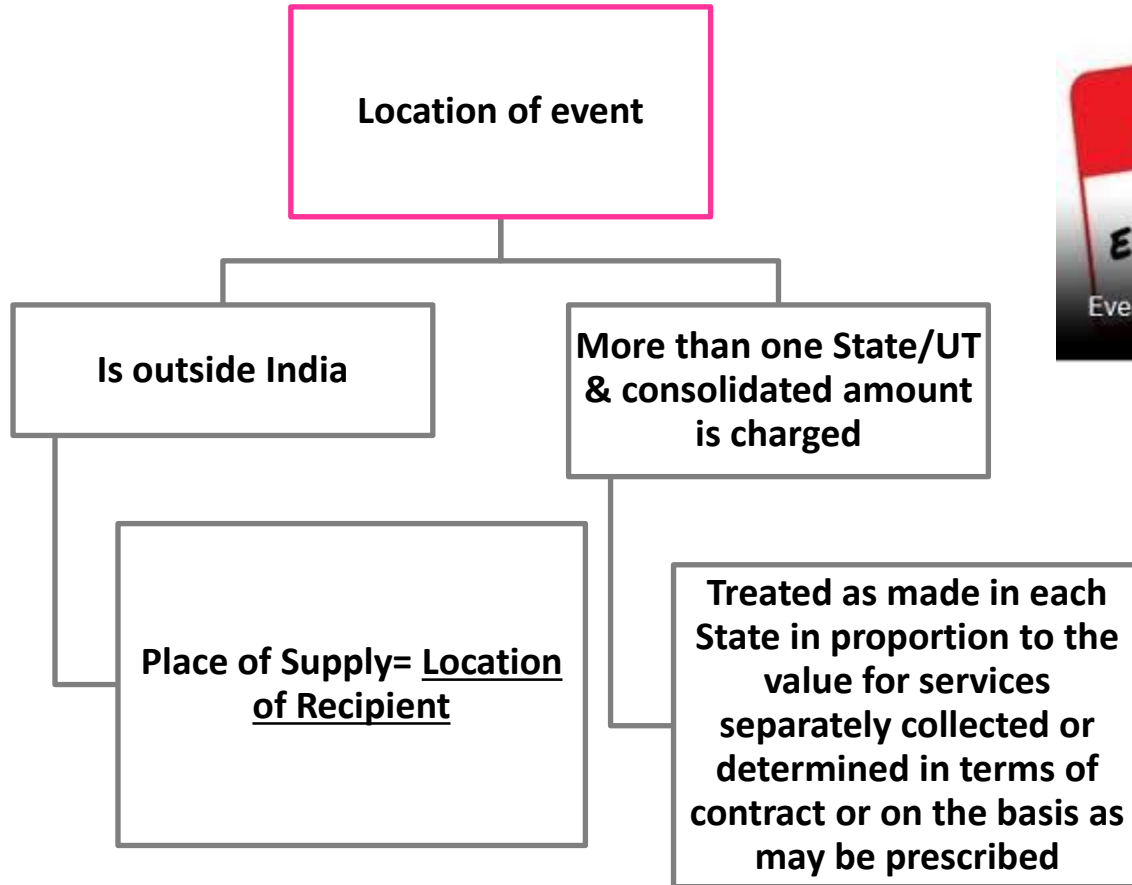 Location of event
Is outside India
More than one State/UT
& consolidated amount
is charged
Place of Supply= Location
of Recipient
Treated as made in each
State in proportion to the
value for services
separately collected or
determined in terms of
contract or on the basis as
may be prescribed